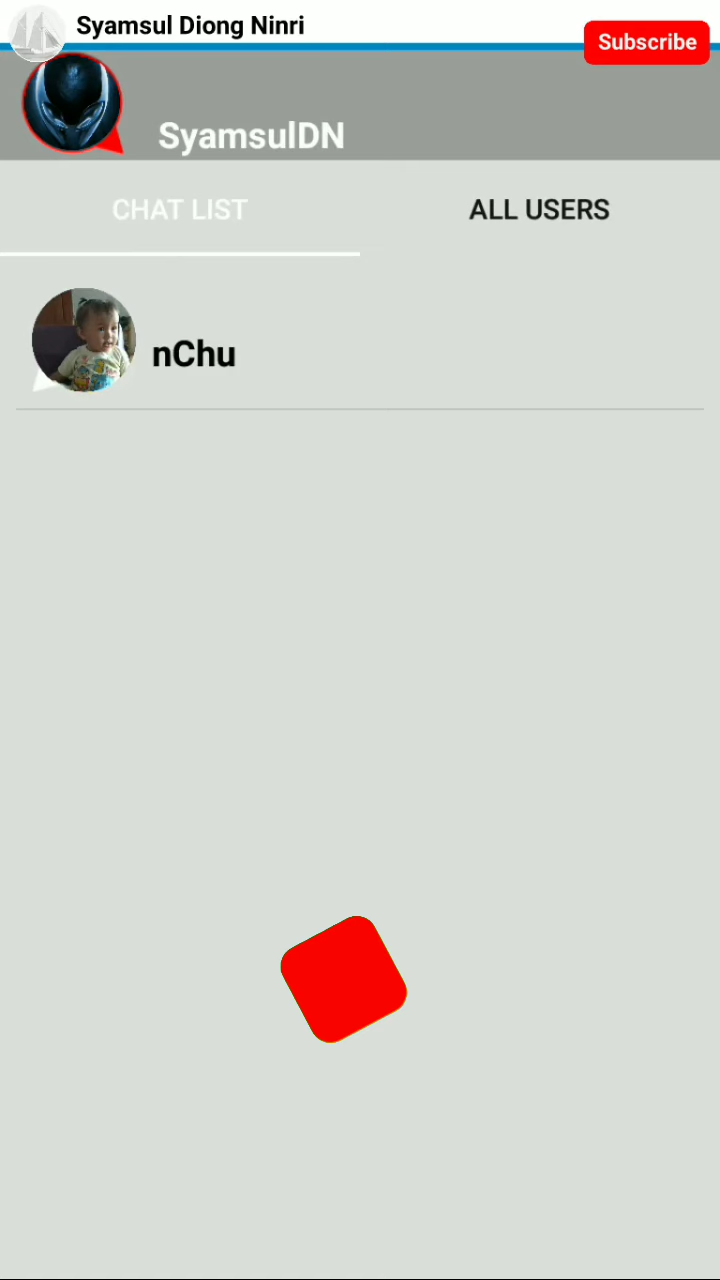 Syamsul Diong Ninri
Subscribe
SyamsulDN
CHAT LIST
ALL USERS
nChu